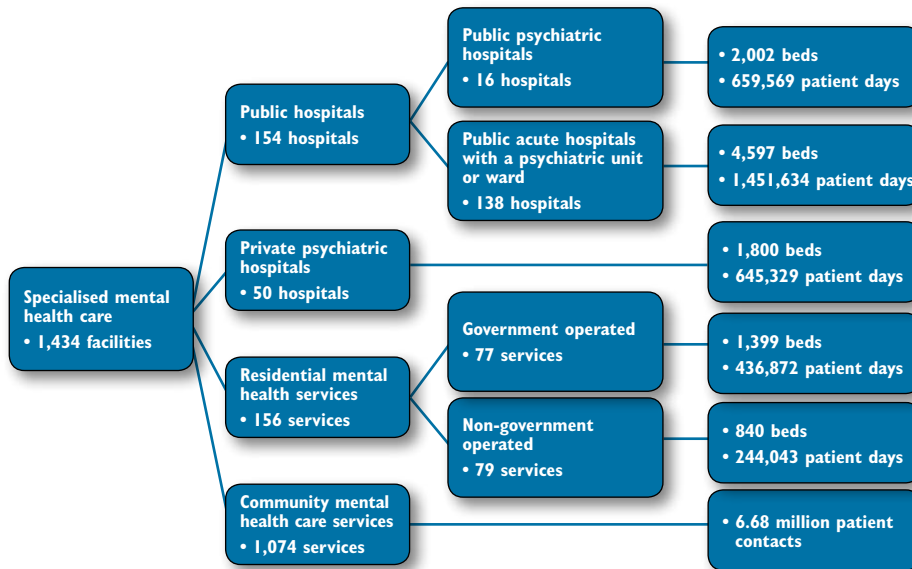 Specialised mental
health care
• 1,434 facilities
Public hospitals
• 154 hospitals
Public psychiatric
hospitals
• 16 hospitals
• 2,002 beds
• 659,569 patient days
Public acute hospitals
with a psychiatric unit
or ward
• 138 hospitals
• 4,597 beds
• 1,451,634 patient days
Private psychiatric
hospitals
• 50 hospitals
• 1,800 beds
• 645,329 patient days
Residential mental
health services
• 156 services
Government operated
• 77 services
• 1,399 beds
• 436,872 patient days
Non-government
operated
• 79 services
• 840 beds
• 244,043 patient days
Community mental
health care services
• 1,074 services
• 6.68 million patient
contacts